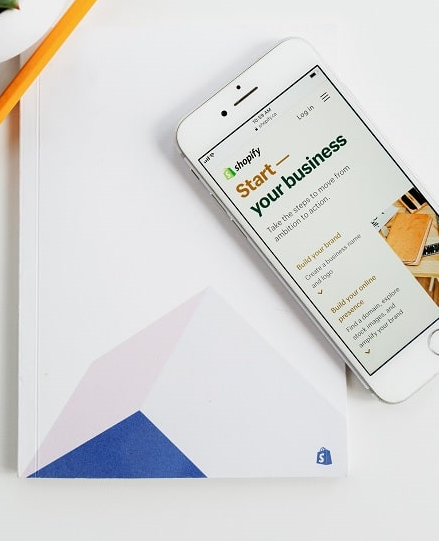 10:59 AM
shopify.ca
Log in
shopify
Start —
your business
Take the steps to move from
ambition to action.
Build your brand
Create a business name
and logo
Build your online
presence
Find a domain, explore
stock images, and
amplify your brand
S